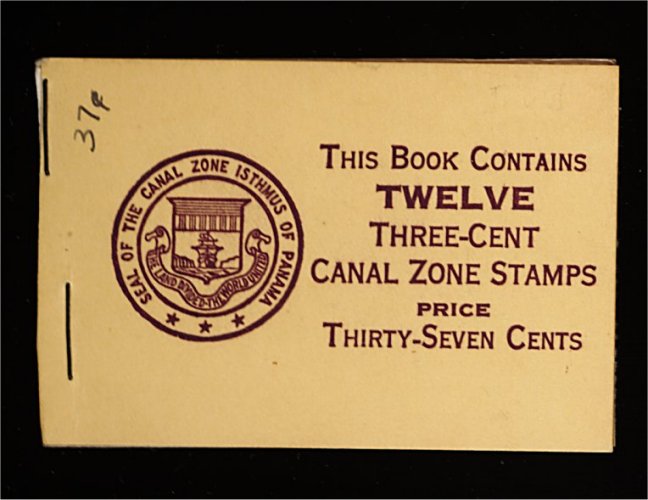 37¢
SEAL OF THE CANAL ZONE ISTHMUS OF PANAMA
THE LAND DIVIDED-THE WORLD UNITED
THIS BOOK CONTAINS
TWELVE
THREE-CENT
CANAL ZONE STAMPS
PRICE
THIRTY-SEVEN CENTS